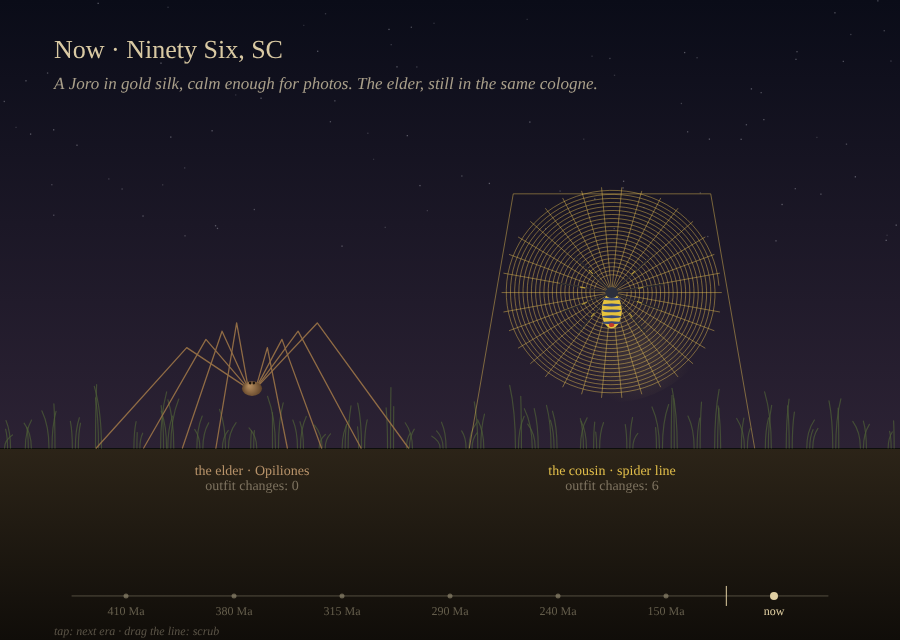 Now · Ninety Six, SC
A Joro in gold silk, calm enough for photos. The elder, still in the same cologne.
the elder · Opiliones
outfit changes: 0
the cousin · spider line
outfit changes: 6
410 Ma
380 Ma
315 Ma
290 Ma
240 Ma
150 Ma
now
tap: next era · drag the line: scrub